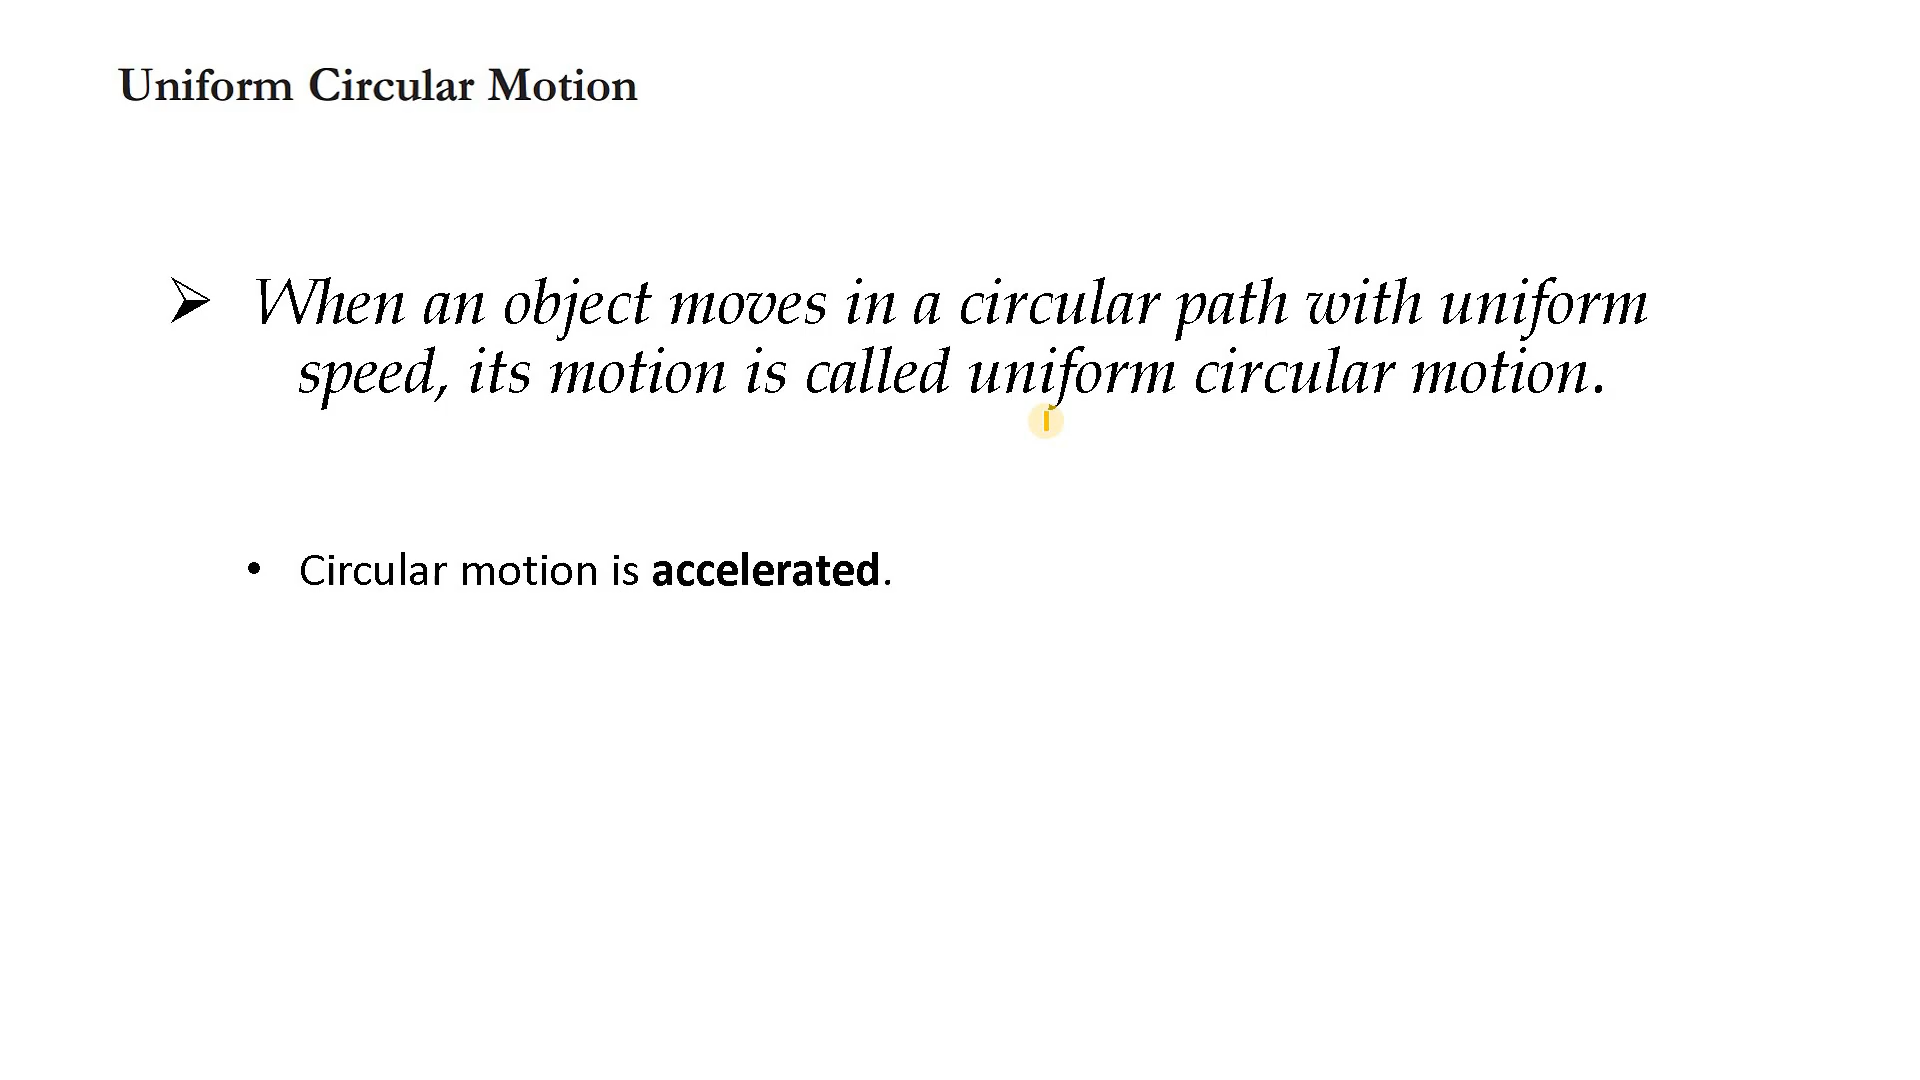 Uniform Circular Motion
➢ When an object moves in a circular path with uniform
speed, its motion is called uniform circular motion.
• Circular motion is accelerated.